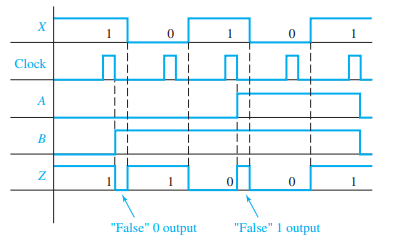 X 1 0 1 0 1
Clock
A
B
Z 1 1 0 0 1
"False" 0 output "False" 1 output